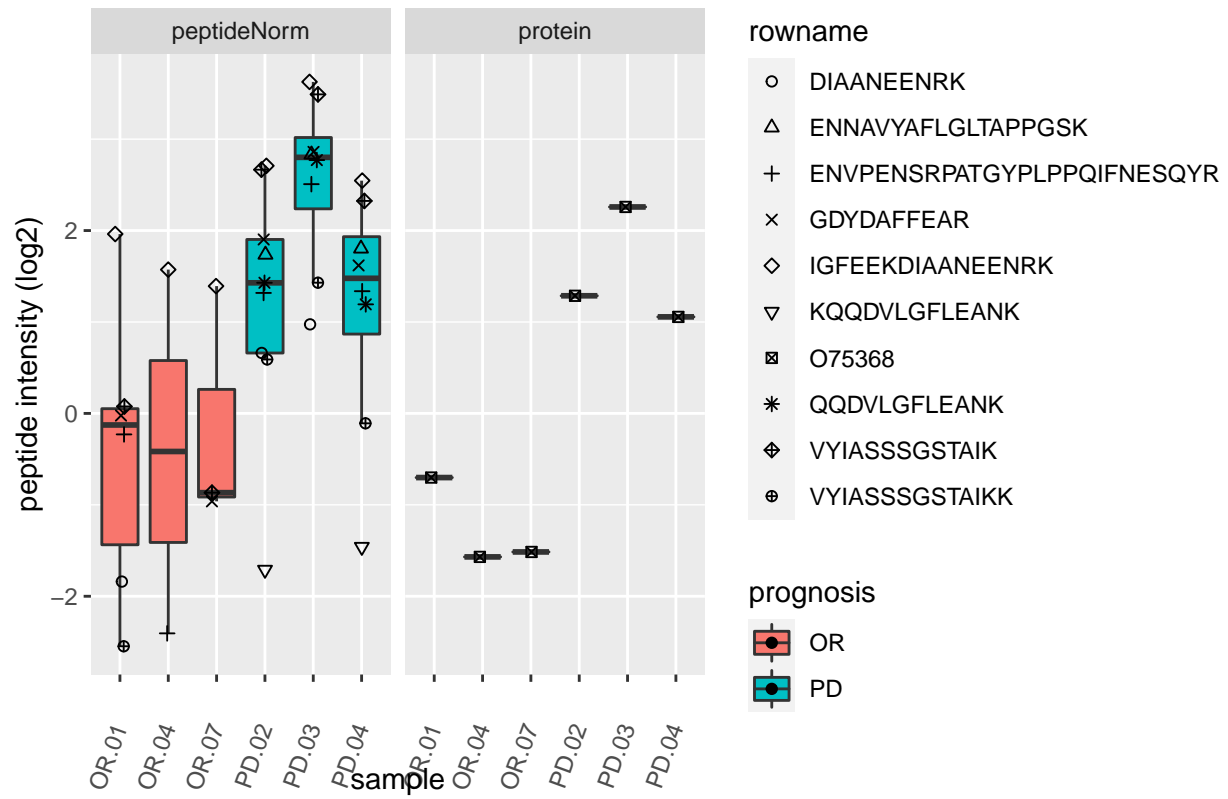 peptideNorm
protein
peptide intensity (log2)
2
0
−2
OR.01
OR.04
OR.07
PD.02
PD.03
PD.04
OR.01
OR.04
OR.07
PD.02
PD.03
PD.04
sample
rowname
DIAANEENRK
ENNAVYAFLGLTAPPGSK
ENVPENSRPATGYPLPPQIFNESQYR
GDYDAFFEAR
IGFEEKDIAANEENRK
KQQDVLGFLEANK
O75368
QQDVLGFLEANK
VYIASSSGSTAIK
VYIASSSGSTAIKK
prognosis
OR
PD